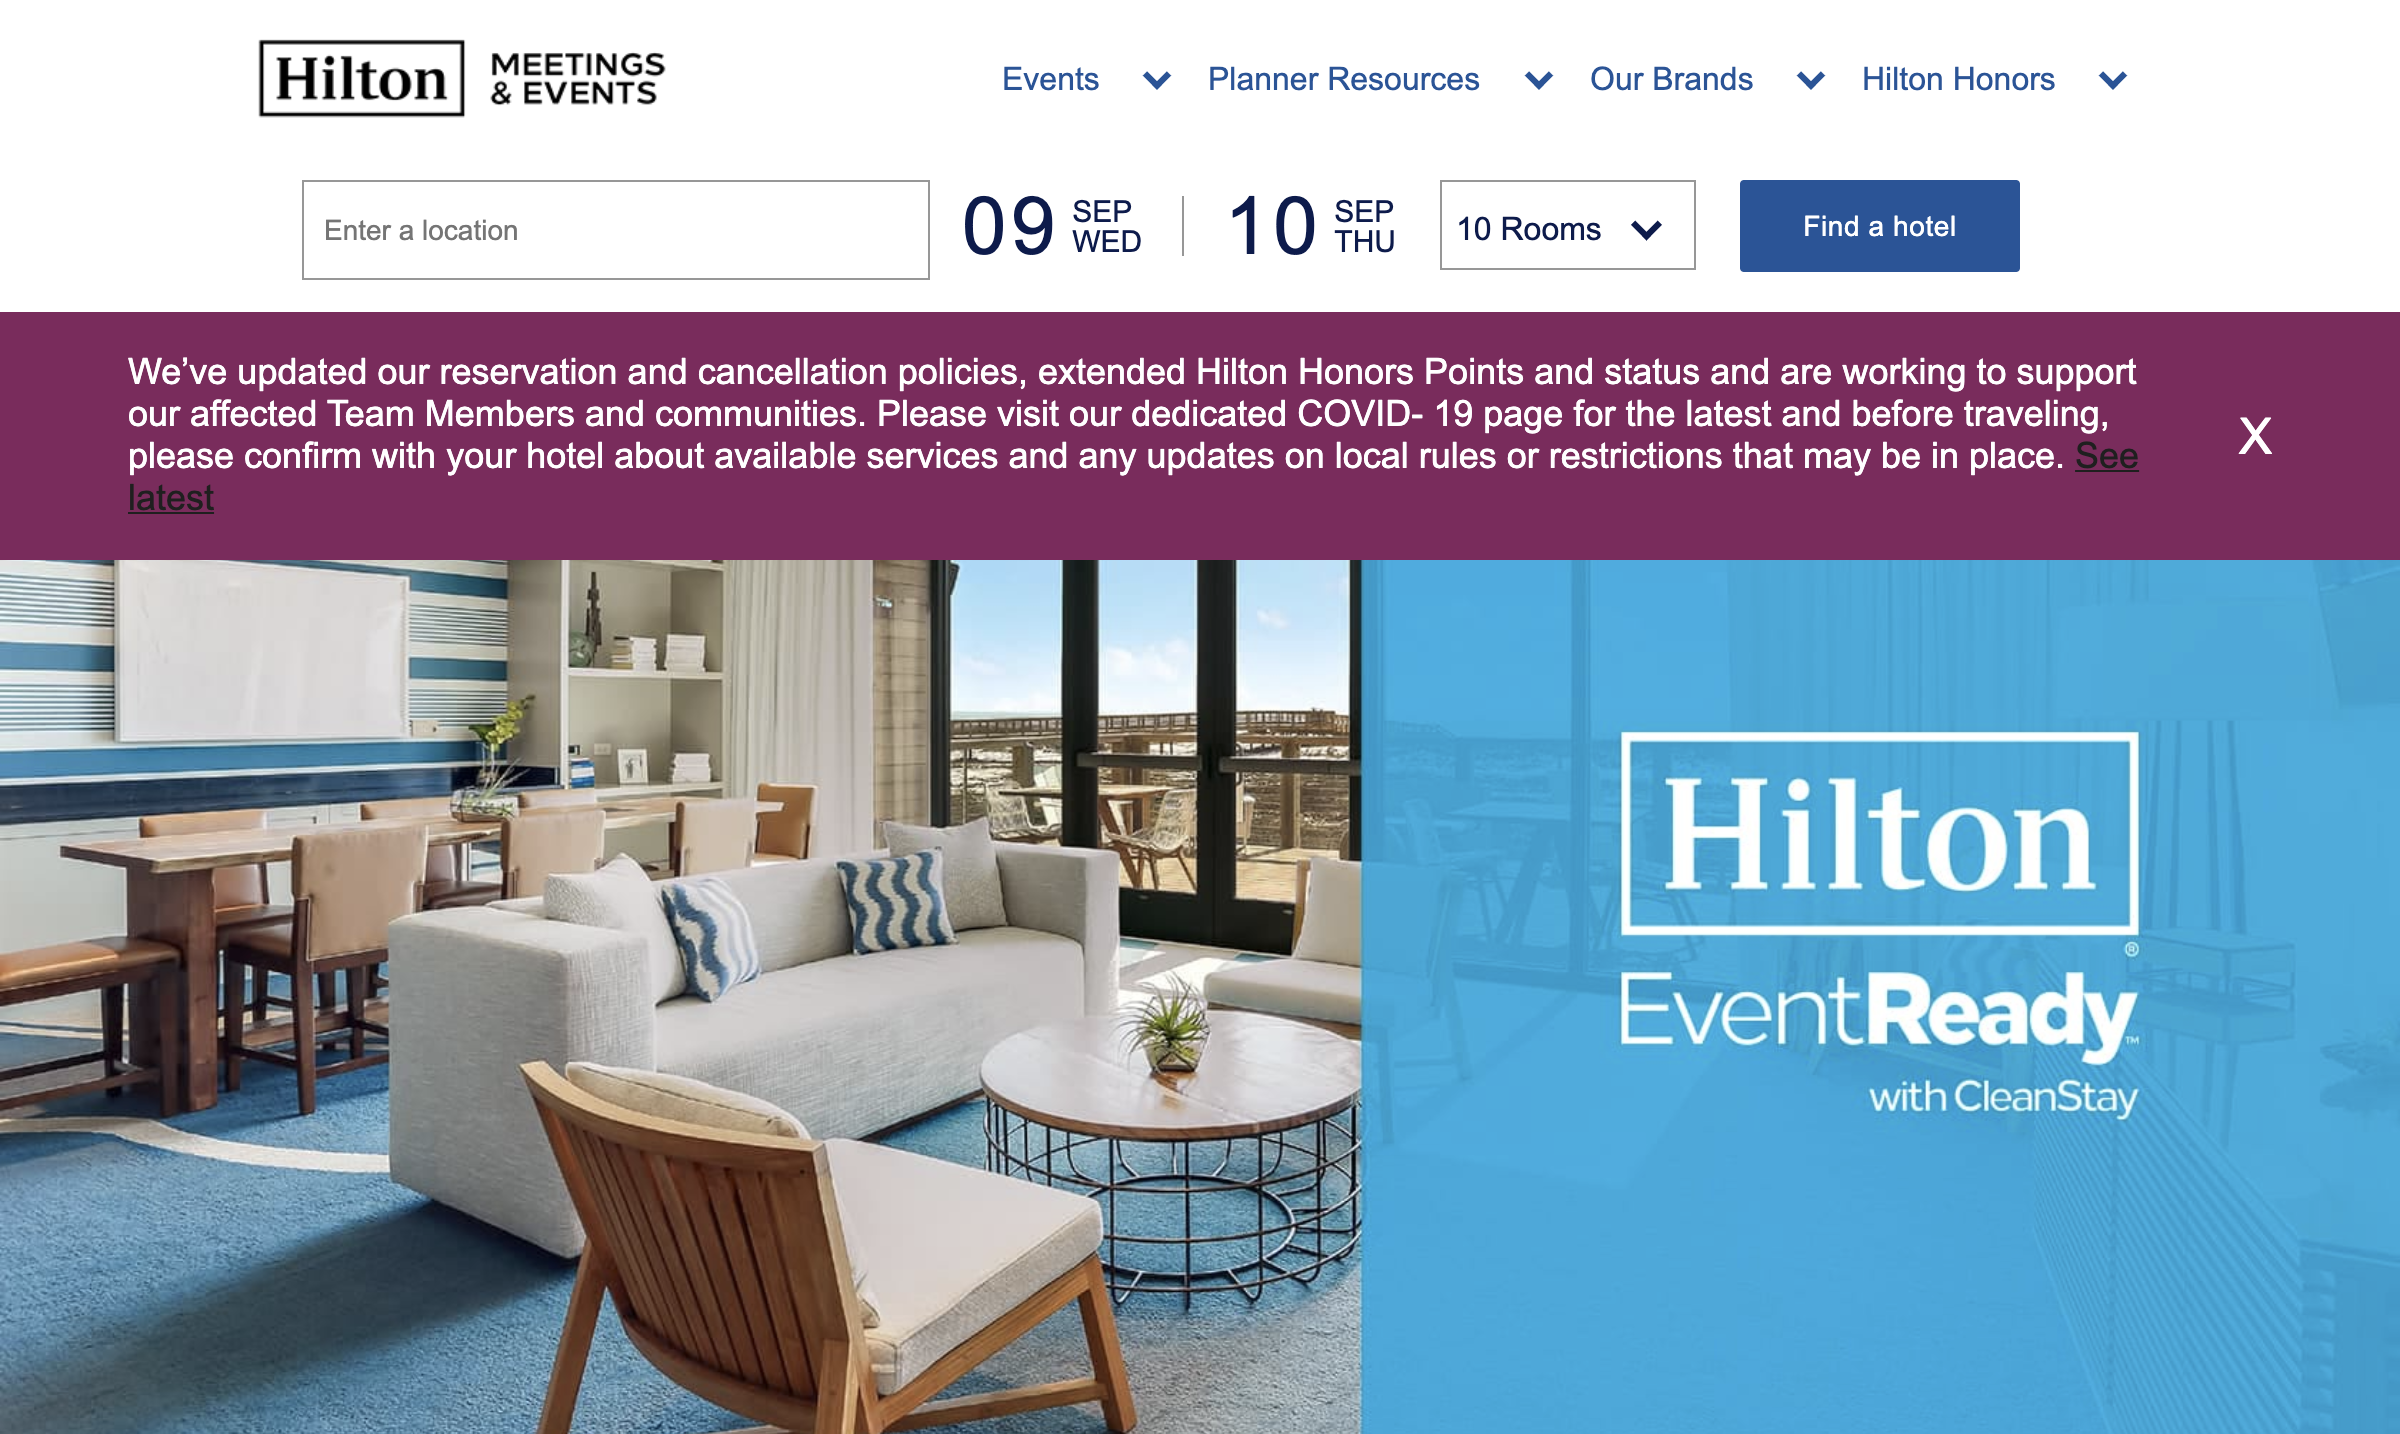 Hilton MEETINGS
& EVENTS
Events Planner Resources Our Brands Hilton Honors
Enter a location
09 SEP WED
10 SEP THU
10 Rooms
Find a hotel
We’ve updated our reservation and cancellation policies, extended Hilton Honors Points and status and are working to support
our affected Team Members and communities. Please visit our dedicated COVID- 19 page for the latest and before traveling,
please confirm with your hotel about available services and any updates on local rules or restrictions that may be in place. See
latest
X
Hilton
®
EventReady™
with CleanStay